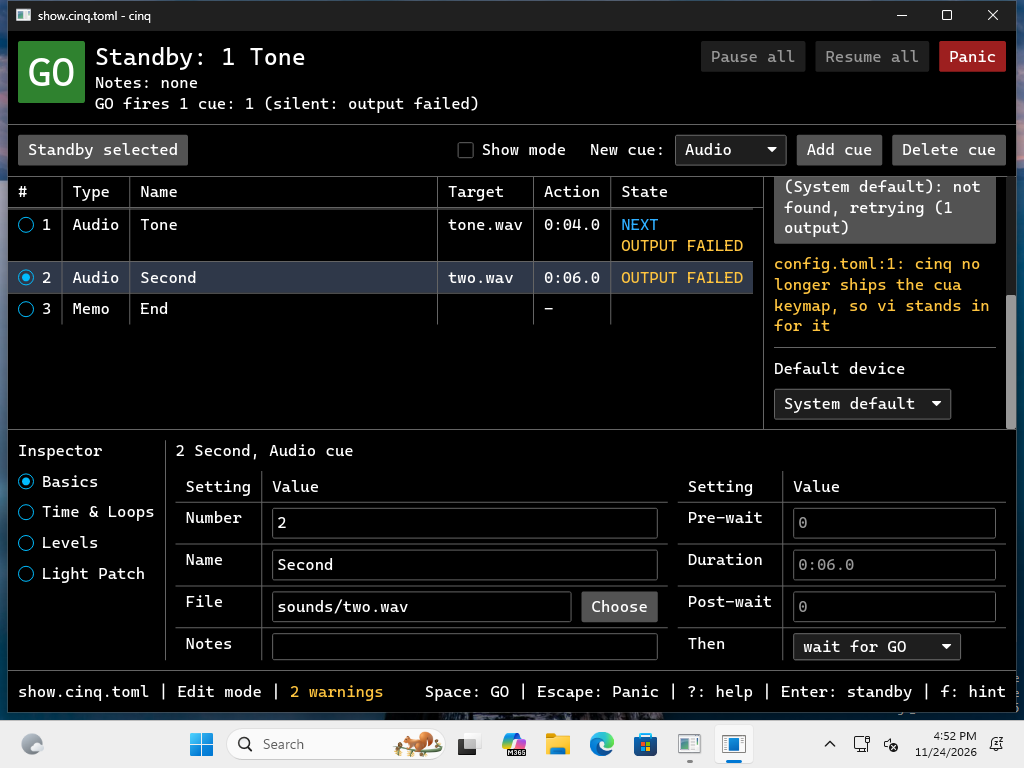 show.cinq.toml - cinq
GO
Standby: 1 Tone
Notes: none
GO fires 1 cue: 1 (silent: output failed)
Pause all
Resume all
Panic
Standby selected
Show mode
New cue:
Audio
Add cue
Delete cue
# Type Name Target Action State
1 Audio Tone tone.wav 0:04.0 NEXT
OUTPUT FAILED
2 Audio Second two.wav 0:06.0 OUTPUT FAILED
3 Memo End —
(System default): not
found, retrying (1
output)
config.toml:1: cinq no
longer ships the cua
keymap, so vi stands in
for it
Default device
System default
Inspector
Basics
Time & Loops
Levels
Light Patch
2 Second, Audio cue
Setting Value
Number 2
Name Second
File sounds/two.wav Choose
Notes
Setting Value
Pre-wait 0
Duration 0:06.0
Post-wait 0
Then wait for GO
show.cinq.toml | Edit mode | 2 warnings
Space: GO | Escape: Panic | ?: help | Enter: standby | f: hint
Search
M365
4:52 PM
11/24/2026